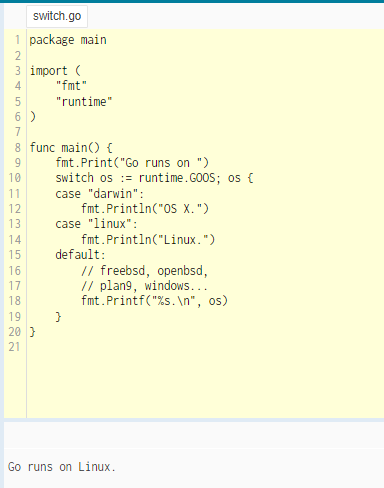 switch.go
1 package main
2
3 import (
4     "fmt"
5     "runtime"
6 )
7
8 func main() {
9     fmt.Print("Go runs on ")
10     switch os := runtime.GOOS; os {
11     case "darwin":
12         fmt.Println("OS X.")
13     case "linux":
14         fmt.Println("Linux.")
15     default:
16         // freebsd, openbsd,
17         // plan9, windows...
18         fmt.Printf("%s.\n", os)
19     }
20 }
21
Go runs on Linux.